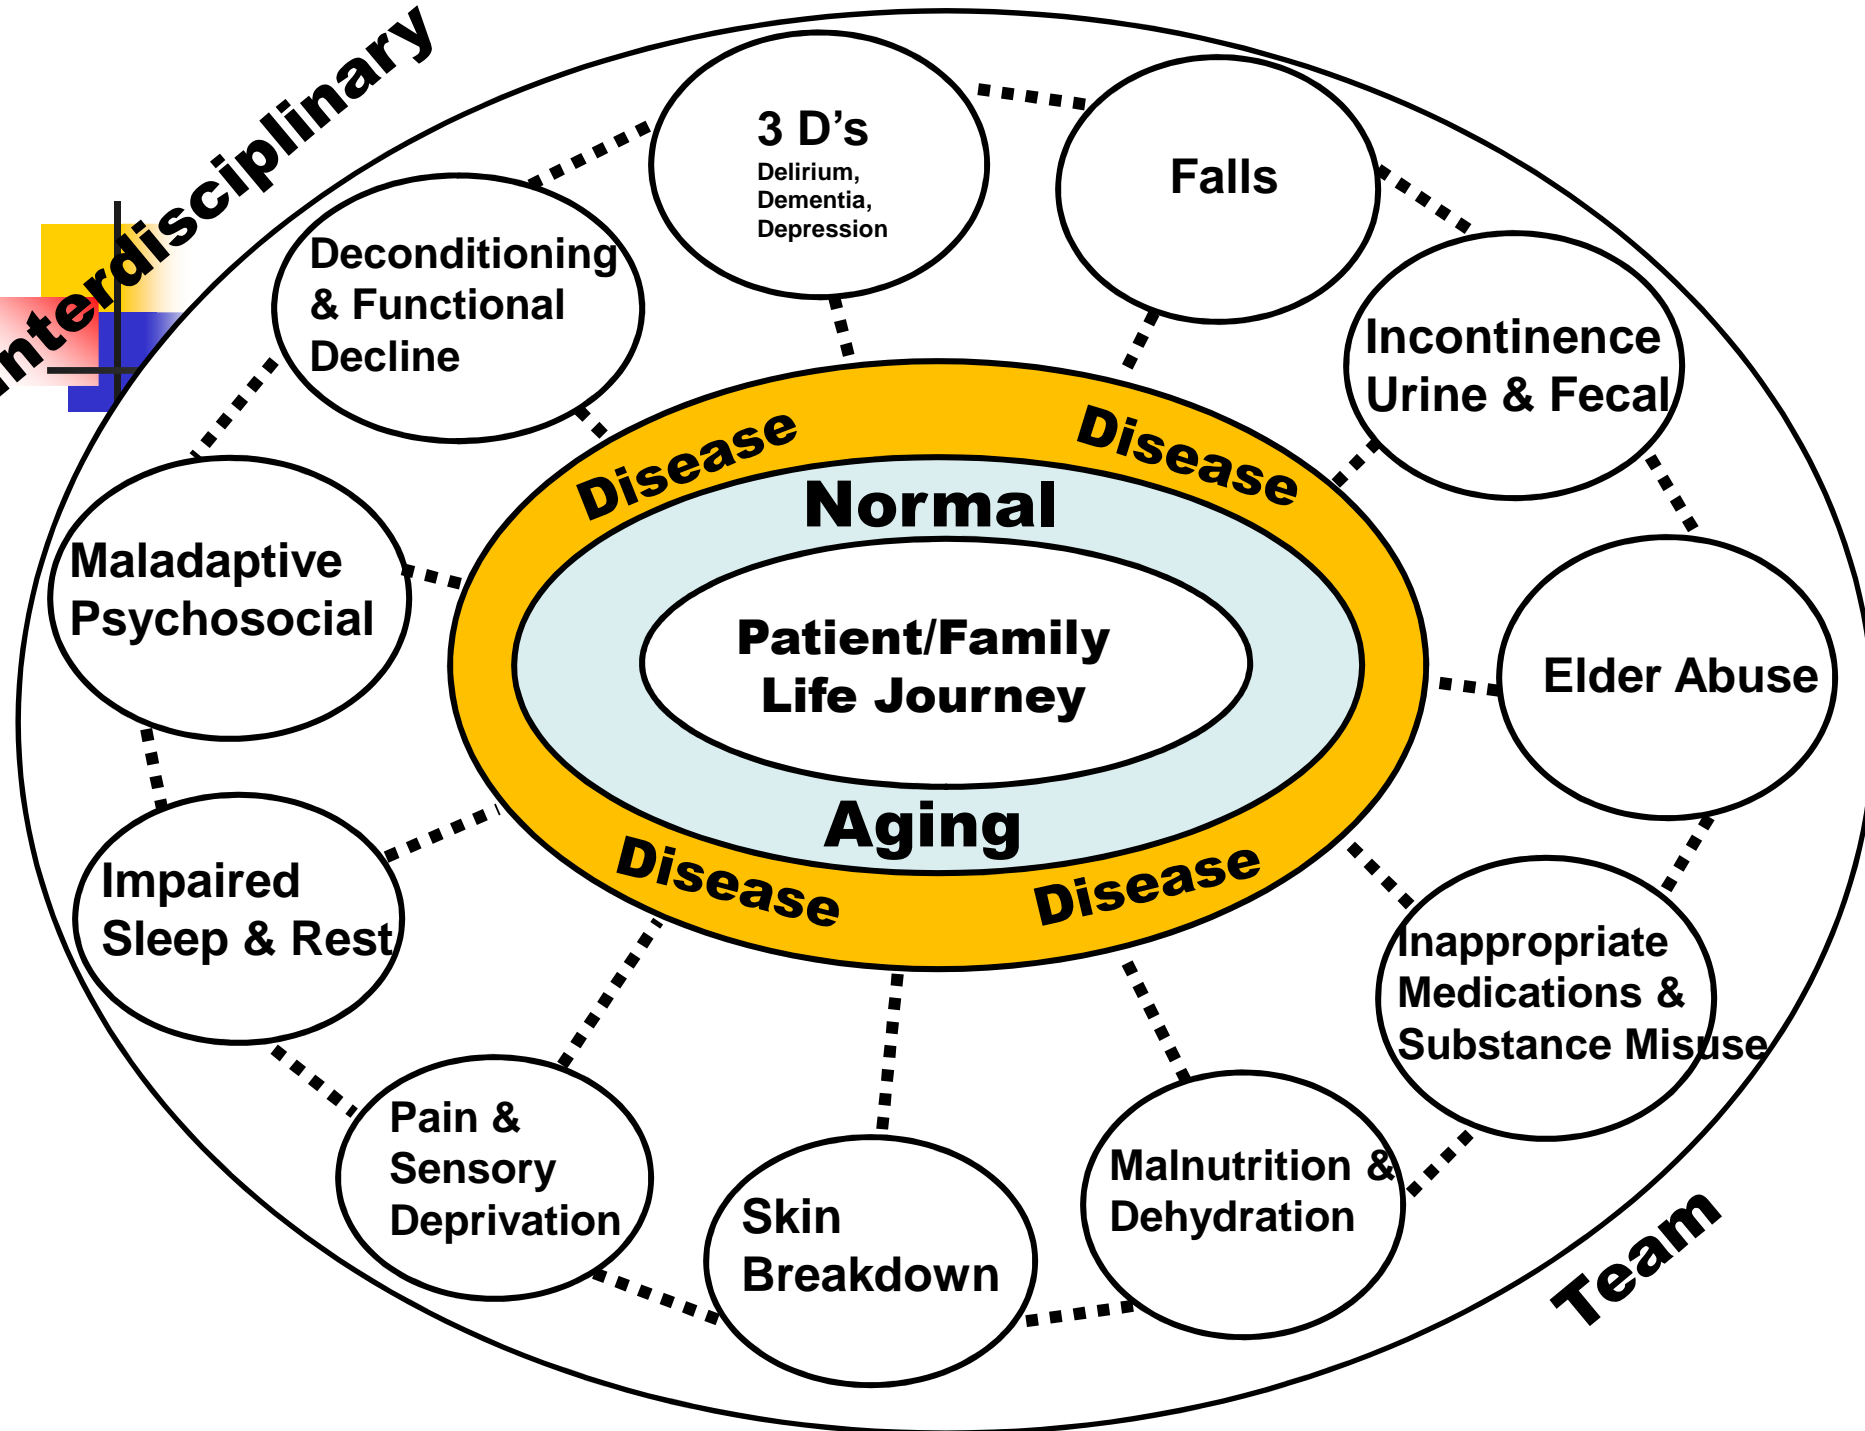 Interdisciplinary
3 D’s
Delirium,
Dementia,
Depression
Falls
Deconditioning
& Functional
Decline
Incontinence
Urine & Fecal
Disease
Disease
Normal
Maladaptive
Psychosocial
Patient/Family
Life Journey
Elder Abuse
Aging
Disease
Disease
Impaired
Sleep & Rest
Inappropriate
Medications &
Substance Misuse
Pain &
Sensory
Deprivation
Skin
Breakdown
Malnutrition &
Dehydration
Team